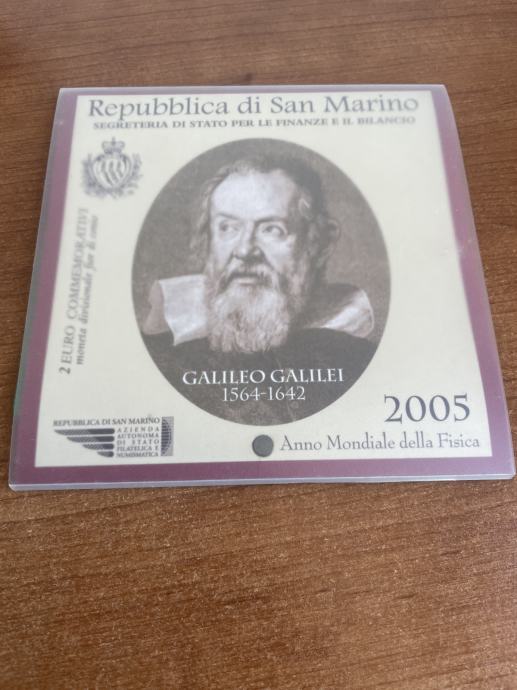 Repubblica di San Marino
SEGRETERIA DI STATO PER LE FINANZE E IL BILANCIO
2 EURO COMMEMORATIVI
moneta divisionale fior di conio
GALILEO GALILEI
1564-1642
2005
Anno Mondiale della Fisica
REPUBBLICA DI SAN MARINO
AZIENDA
AUTONOMA
DI STATO
FILATELICA E
NUMISMATICA